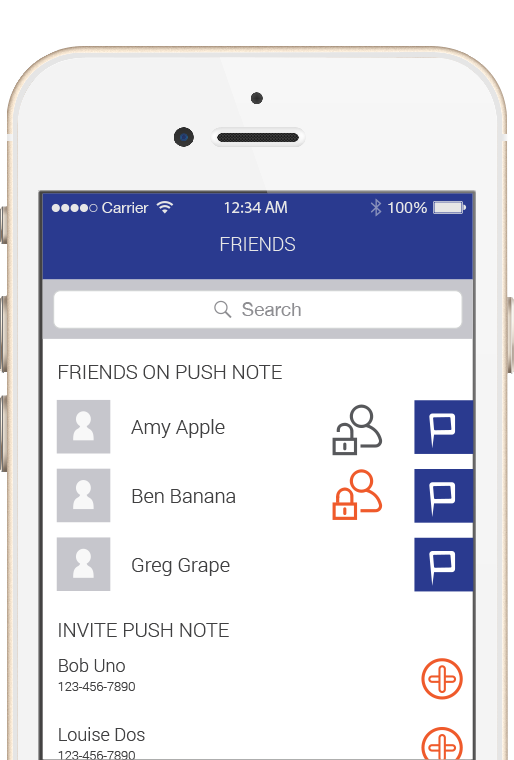 Carrier 12:34 AM 100%
FRIENDS
Search
FRIENDS ON PUSH NOTE
Amy Apple
Ben Banana
Greg Grape
INVITE PUSH NOTE
Bob Uno
123-456-7890
Louise Dos
123-456-7890